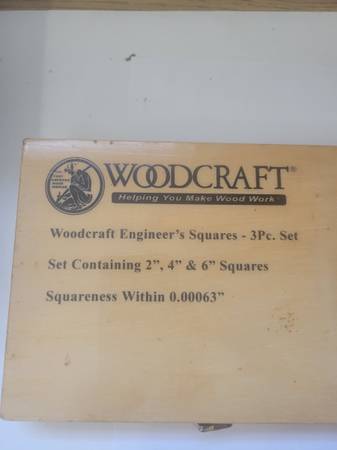 WOODCRAFT®
Helping You Make Wood Work
Woodcraft Engineer's Squares - 3Pc. Set
Set Containing 2”, 4” & 6” Squares
Squareness Within 0.00063”